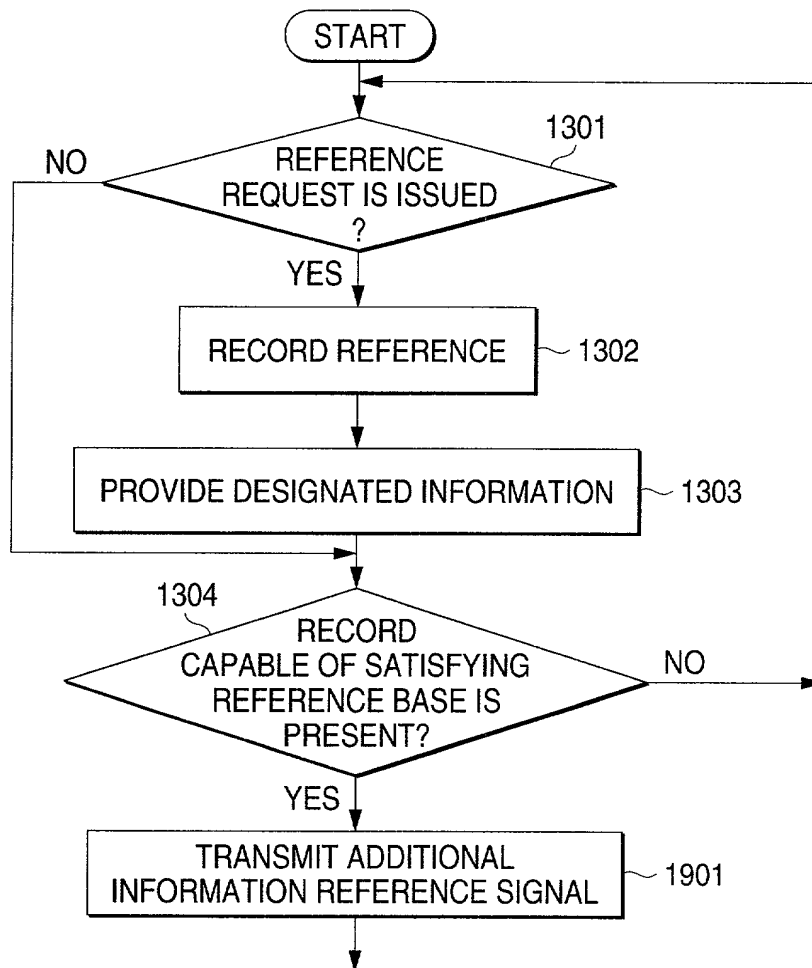 START
1301
NO
REFERENCE
REQUEST IS ISSUED
?
YES
RECORD REFERENCE
1302
PROVIDE DESIGNATED INFORMATION
1303
1304
RECORD
CAPABLE OF SATISFYING
REFERENCE BASE IS
PRESENT?
NO
YES
TRANSMIT ADDITIONAL
INFORMATION REFERENCE SIGNAL
1901